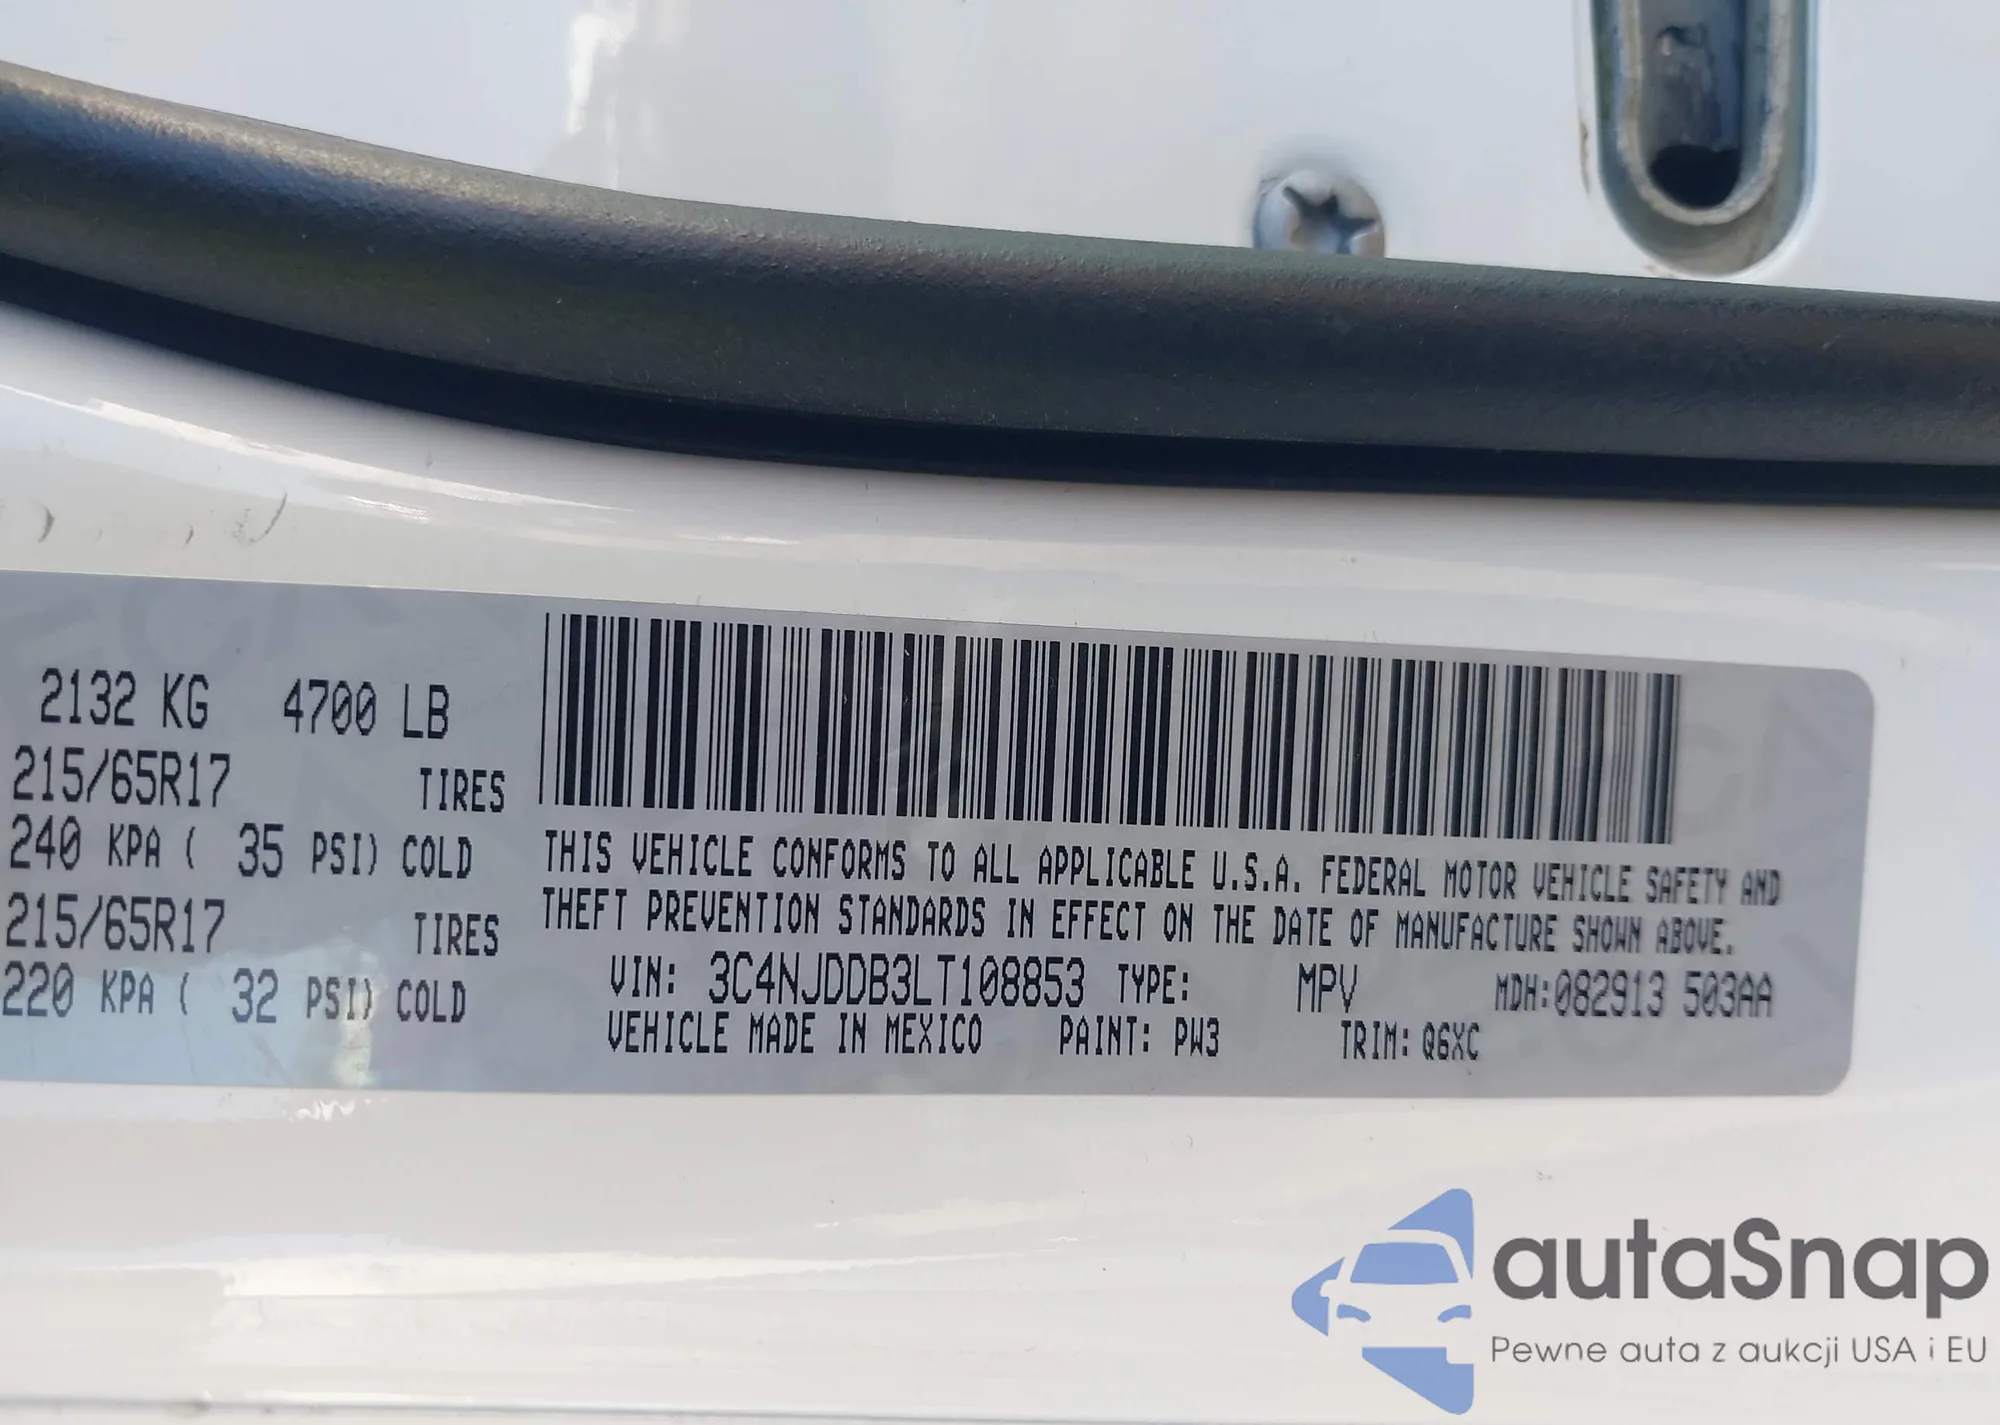 2132 KG 4700 LB
215/65R17 TIRES
240 KPA ( 35 PSI) COLD
215/65R17 TIRES
220 KPA ( 32 PSI) COLD
THIS VEHICLE CONFORMS TO ALL APPLICABLE U.S.A. FEDERAL MOTOR VEHICLE SAFETY AND
THEFT PREVENTION STANDARDS IN EFFECT ON THE DATE OF MANUFACTURE SHOWN ABOVE.
VIN: 3C4NJDDB3LT108853 TYPE: MPV MDH:082913 503AA
VEHICLE MADE IN MEXICO PAINT: PW3 TRIM: Q6XC
autaSnap
Pewne auta z aukcji USA i EU